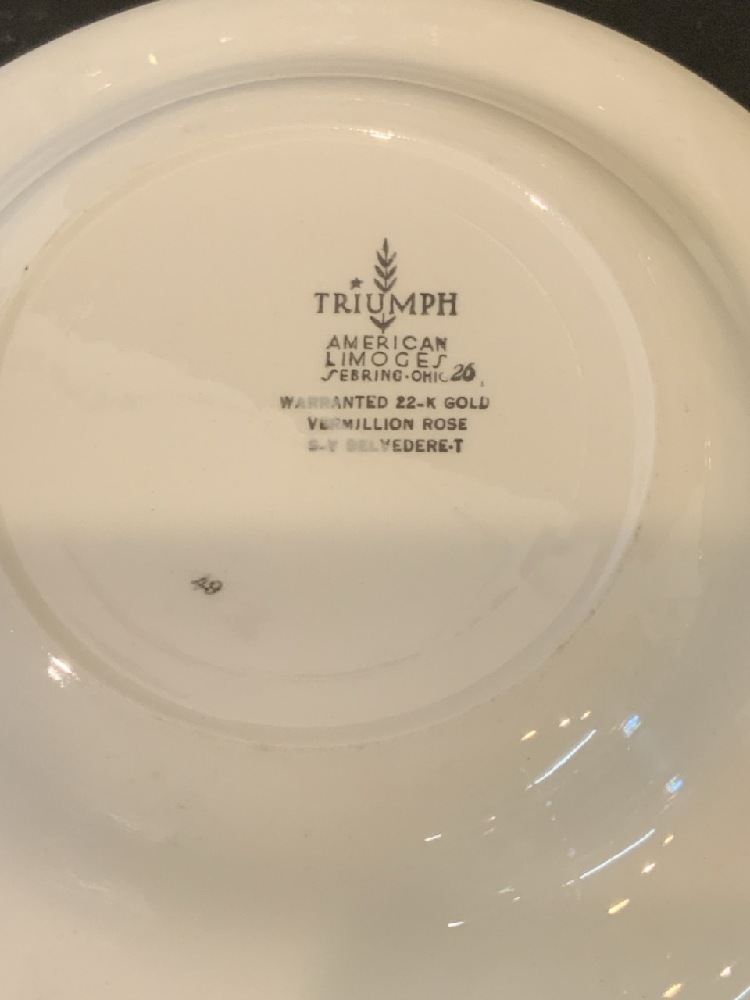 TRIUMPH
AMERICAN
LIMOGES
SEBRING-OHIO 26
WARRANTED 22-K GOLD
VERMILLION ROSE
S-V BELVEDERE-T
49